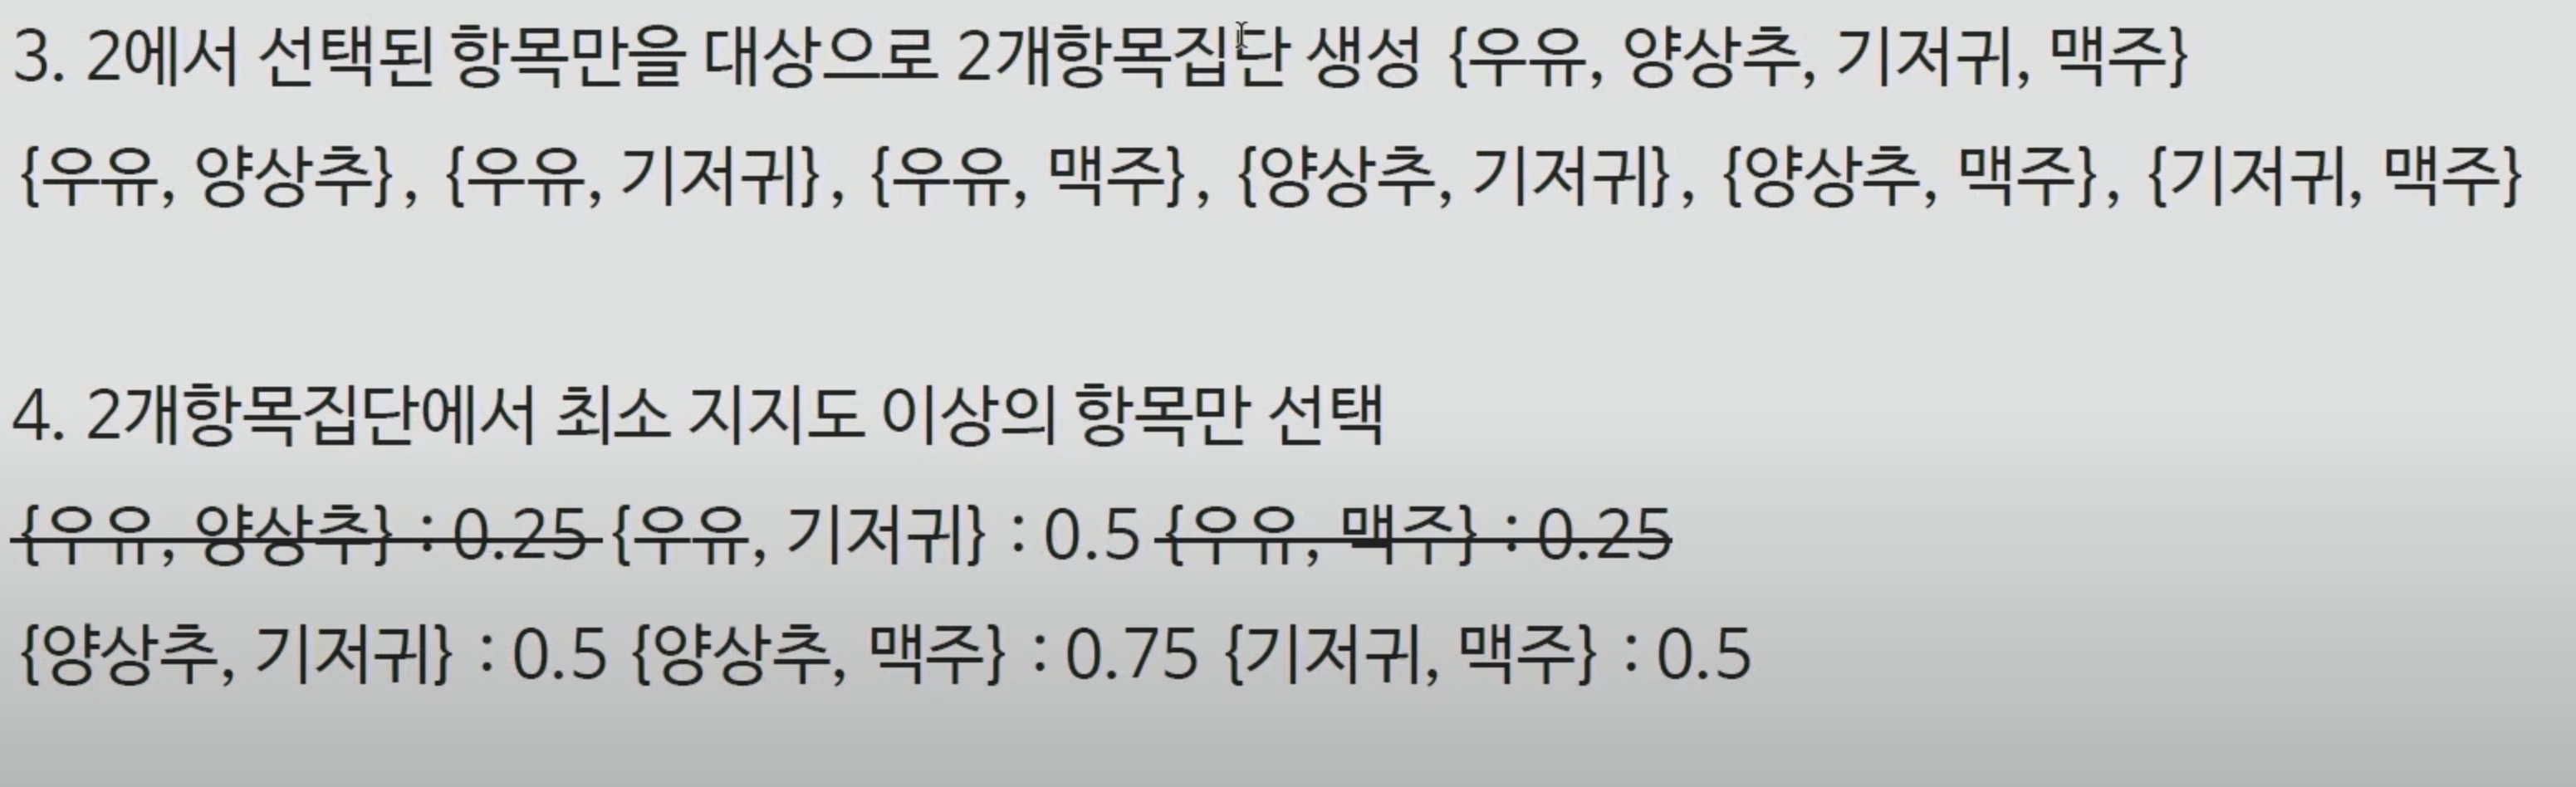 3. 2에서 선택된 항목만을 대상으로 2개항목집단 생성 {우유, 양상추, 기저귀, 맥주}
{우유, 양상추}, {우유, 기저귀}, {우유, 맥주}, {양상추, 기저귀}, {양상추, 맥주}, {기저귀, 맥주}
4. 2개항목집단에서 최소 지지도 이상의 항목만 선택
{우유, 양상추} : 0.25 {우유, 기저귀} : 0.5 {우유, 맥주} : 0.25
{양상추, 기저귀} : 0.5 {양상추, 맥주} : 0.75 {기저귀, 맥주} : 0.5